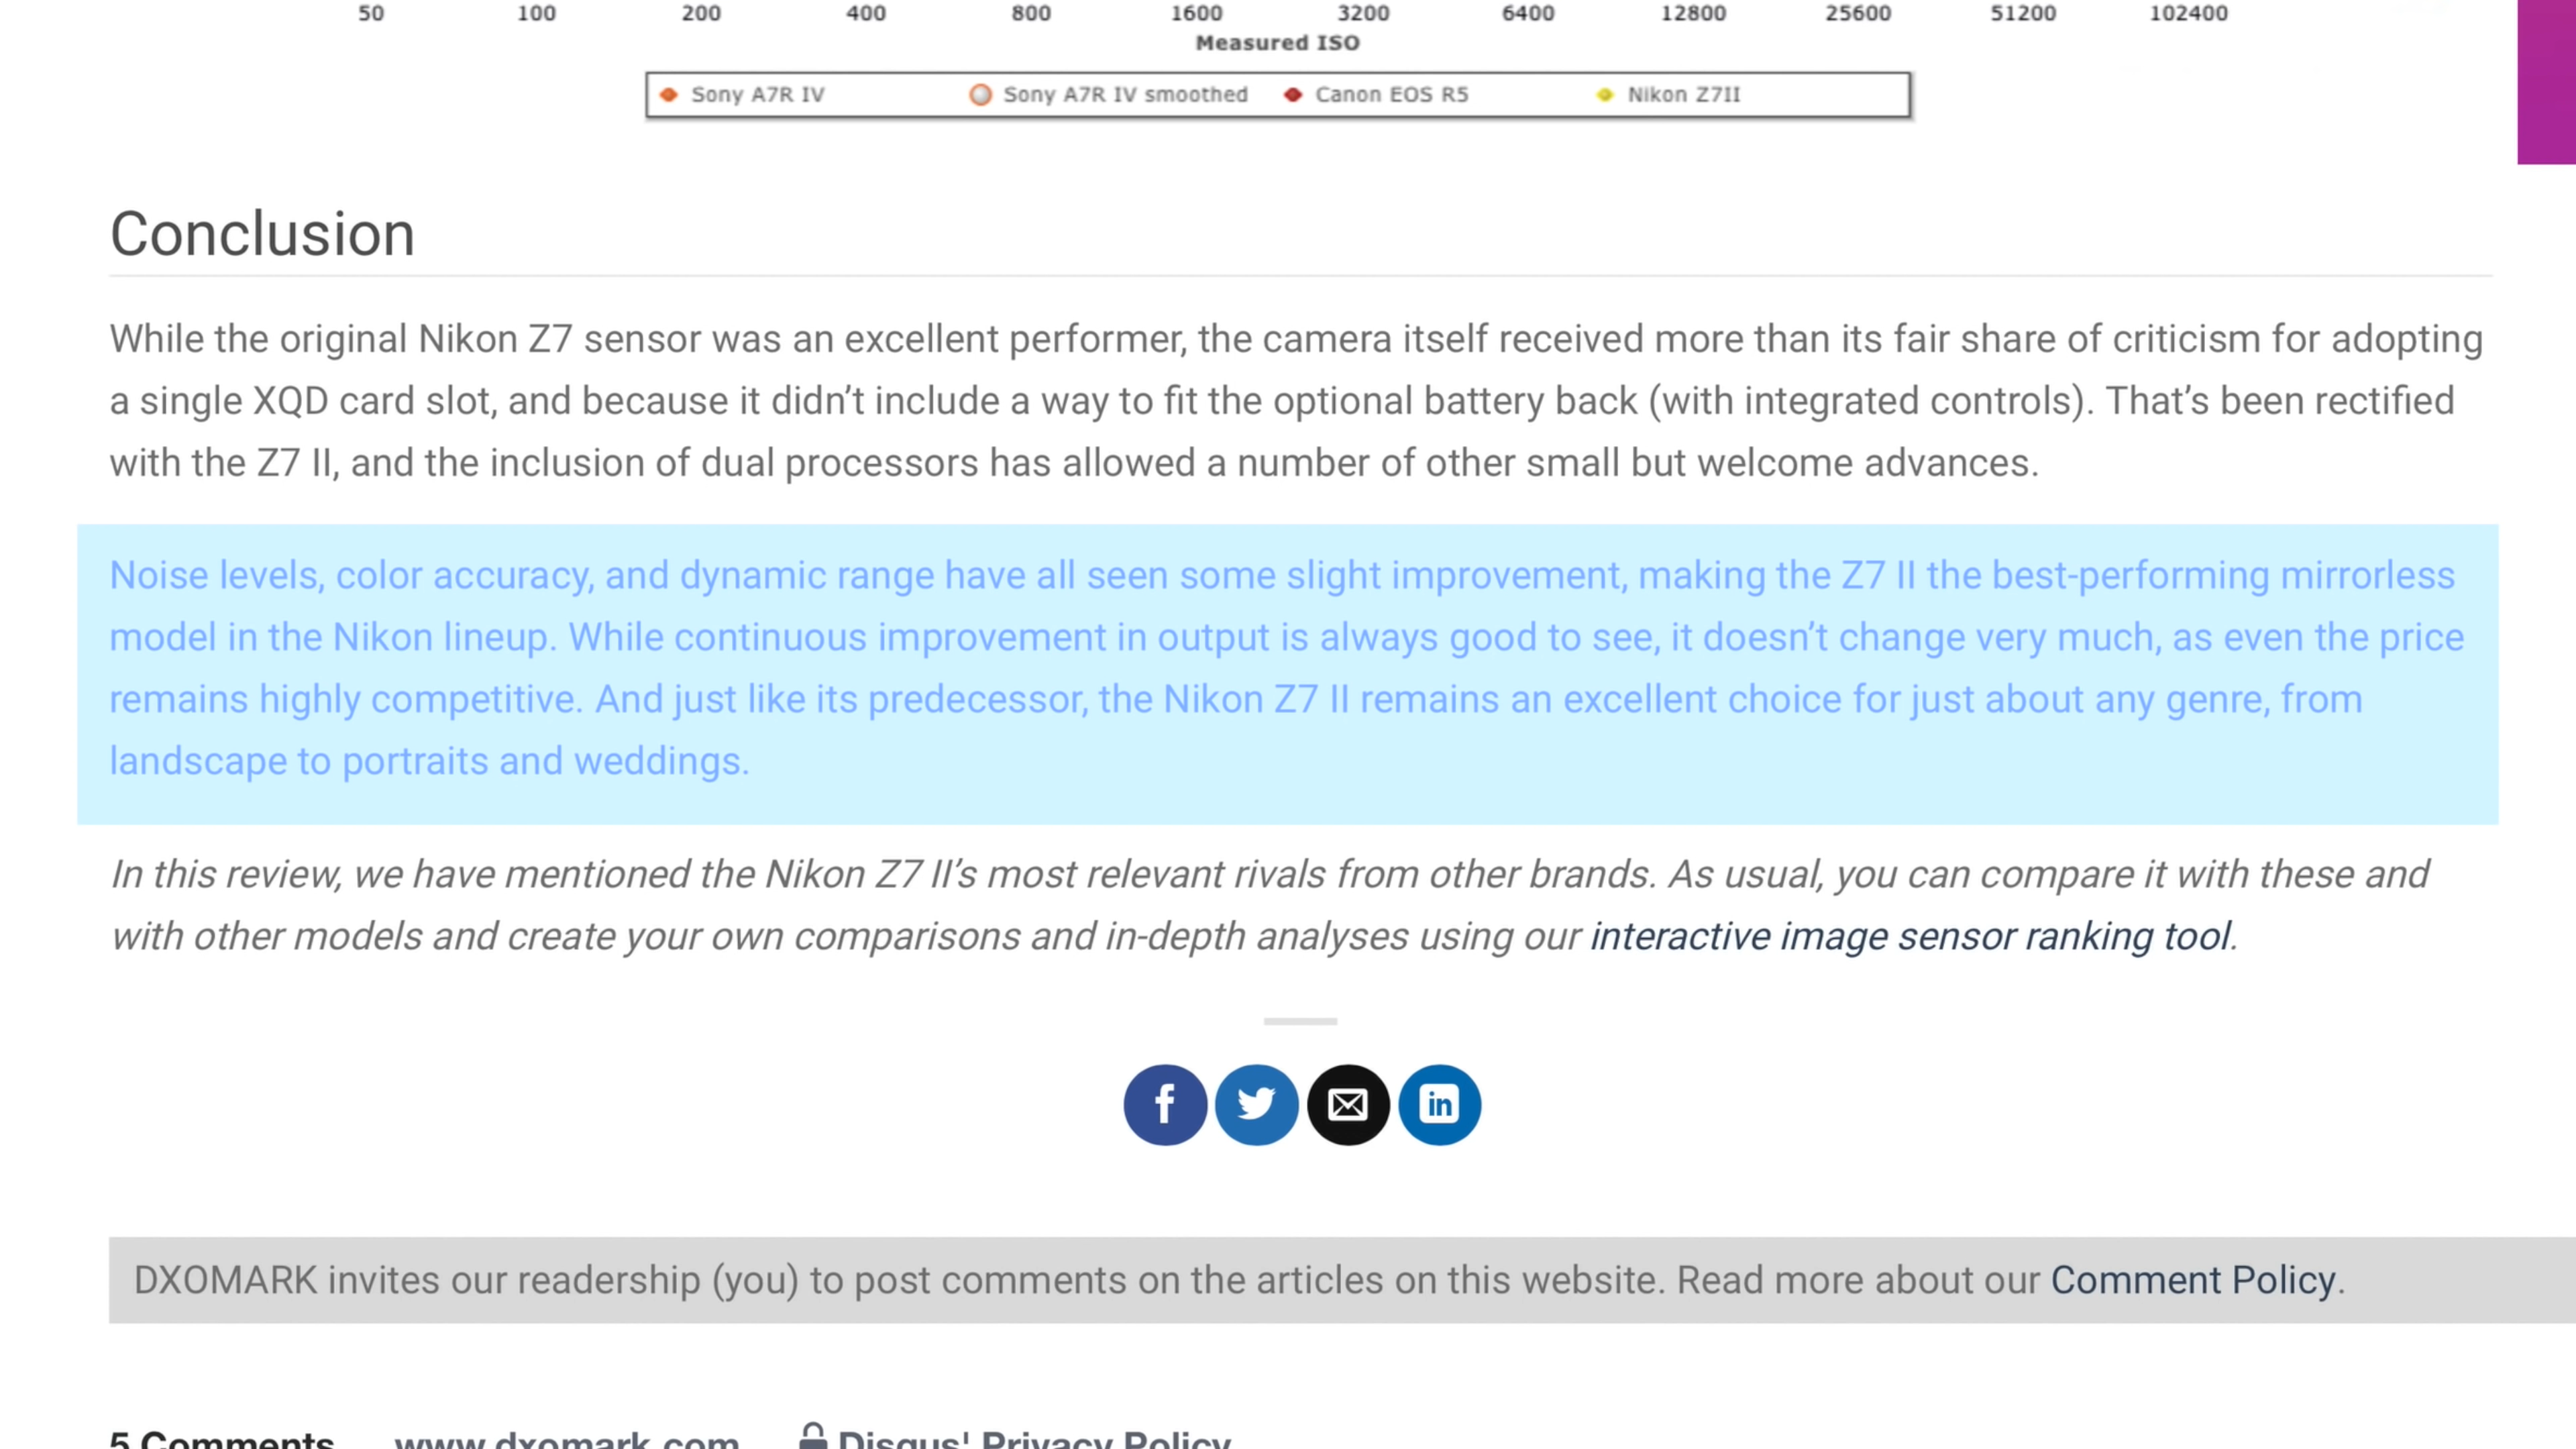 50 100 200 400 800 1600 3200 6400 12800 25600 51200 102400
Measured ISO
Sony A7R IV Sony A7R IV smoothed Canon EOS R5 Nikon Z7II
Conclusion
While the original Nikon Z7 sensor was an excellent performer, the camera itself received more than its fair share of criticism for adopting
a single XQD card slot, and because it didn’t include a way to fit the optional battery back (with integrated controls). That’s been rectified
with the Z7 II, and the inclusion of dual processors has allowed a number of other small but welcome advances.
Noise levels, color accuracy, and dynamic range have all seen some slight improvement, making the Z7 II the best-performing mirrorless
model in the Nikon lineup. While continuous improvement in output is always good to see, it doesn’t change very much, as even the price
remains highly competitive. And just like its predecessor, the Nikon Z7 II remains an excellent choice for just about any genre, from
landscape to portraits and weddings.
In this review, we have mentioned the Nikon Z7 II’s most relevant rivals from other brands. As usual, you can compare it with these and
with other models and create your own comparisons and in-depth analyses using our interactive image sensor ranking tool.
f in
DXOMARK invites our readership (you) to post comments on the articles on this website. Read more about our Comment Policy.
5 Comments www.dxomark.com Disqus' Privacy Policy